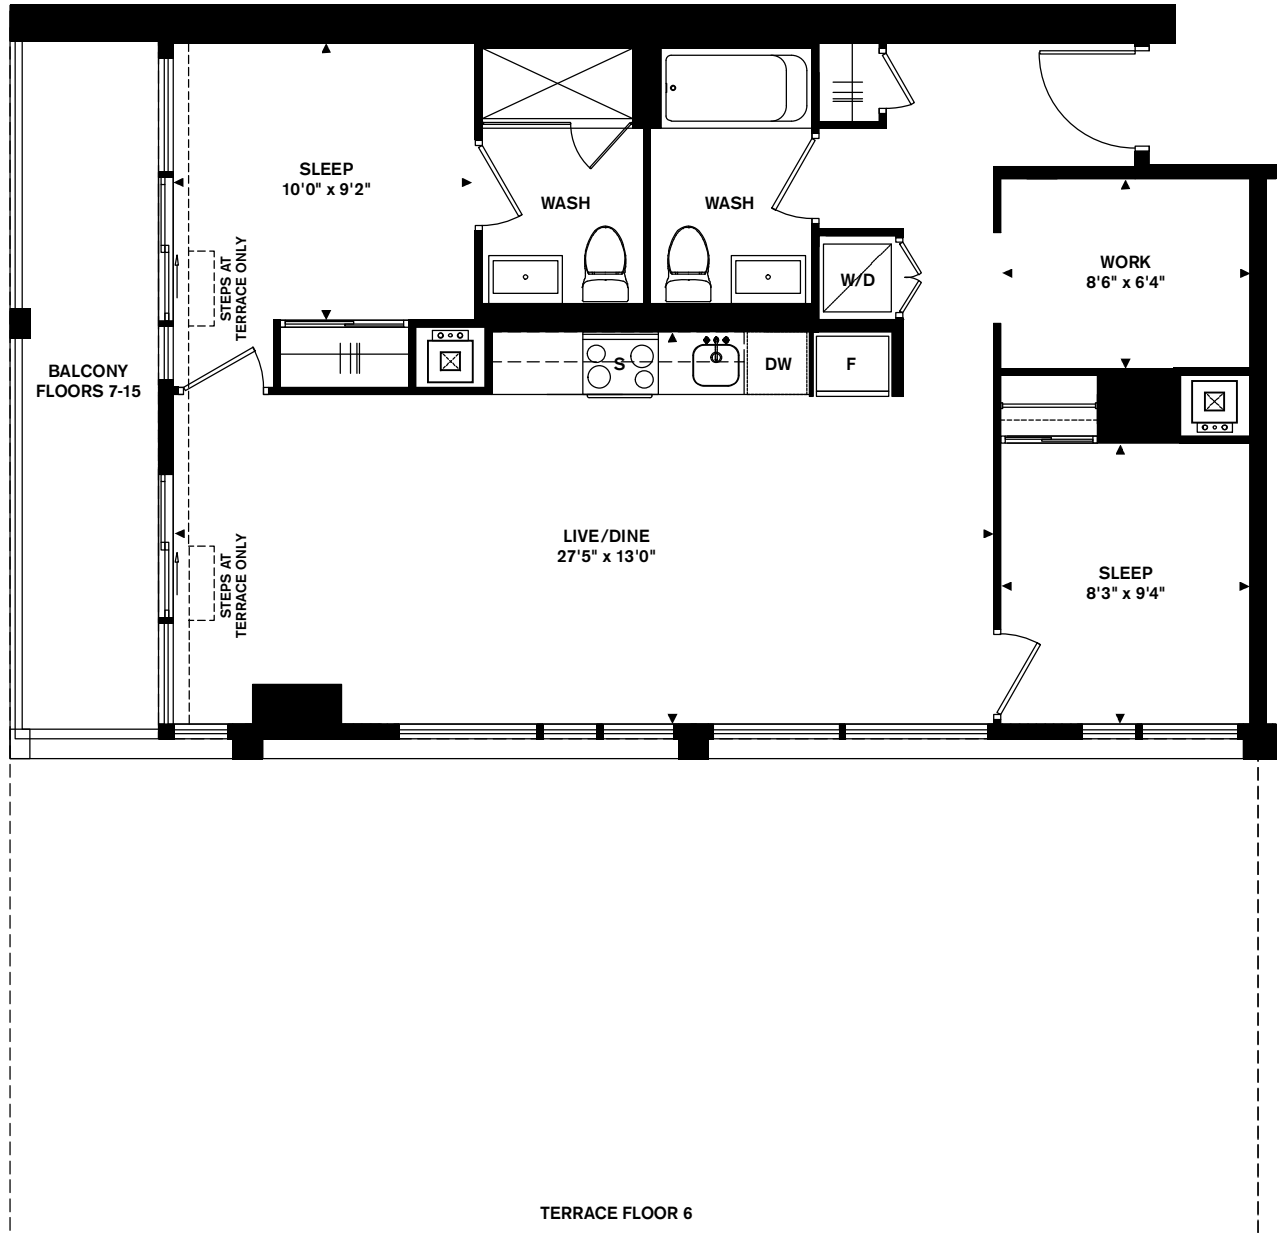 SLEEP
10'0" x 9'2"
WASH
WASH
STEPS AT
TERRACE ONLY
W/D
WORK
8'6" x 6'4"
BALCONY
FLOORS 7-15
S
DW
F
LIVE/DINE
27'5" x 13'0"
STEPS AT
TERRACE ONLY
SLEEP
8'3" x 9'4"
TERRACE FLOOR 6